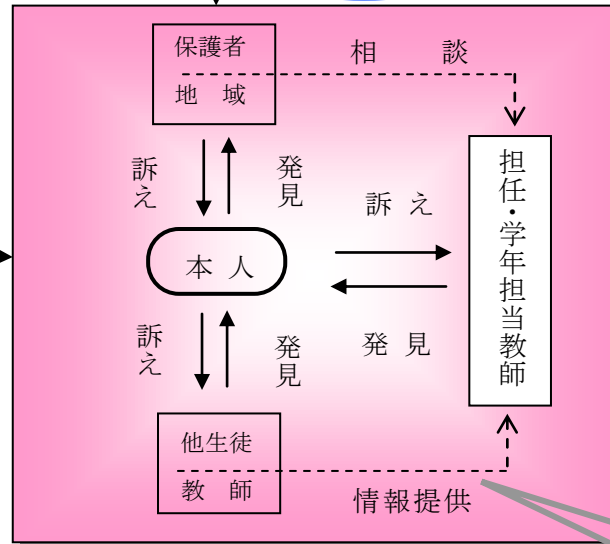 保護者
地　域
相　　談
訴え
発見
担任・学年担当教師
訴 え
本 人
発 見
訴え
発見
他生徒
教　師
情報提供